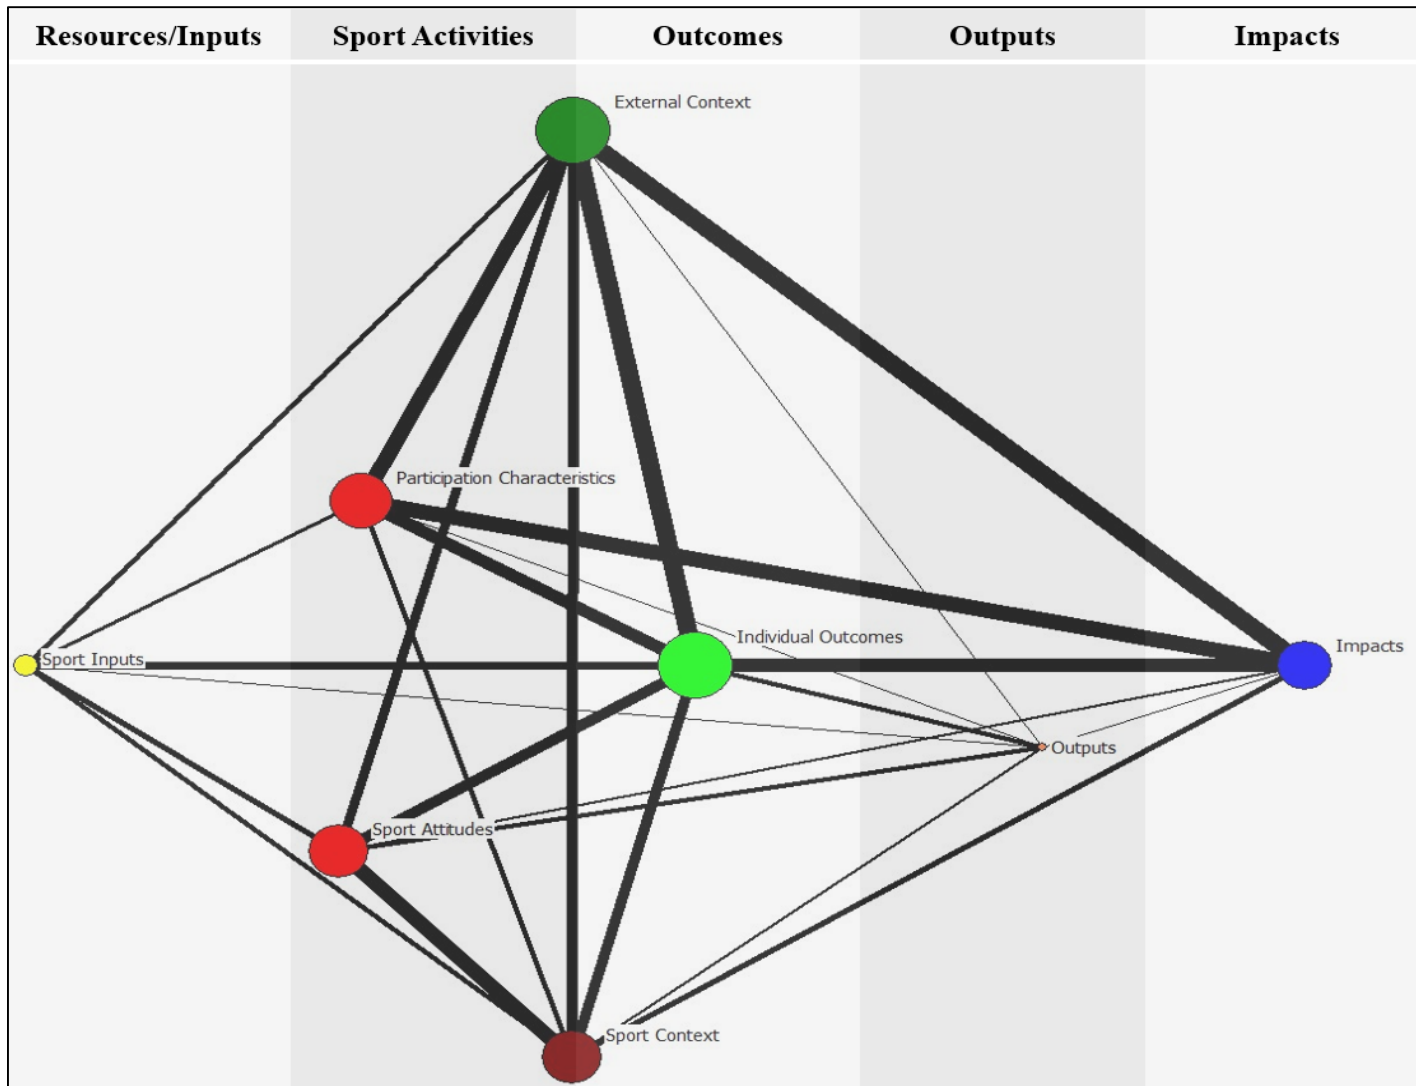 Resources/Inputs
Sport Activities
Outcomes
Outputs
Impacts
External Context
Participation Characteristics
Individual Outcomes
Impacts
Sport Inputs
Outputs
Sport Attitudes
Sport Context